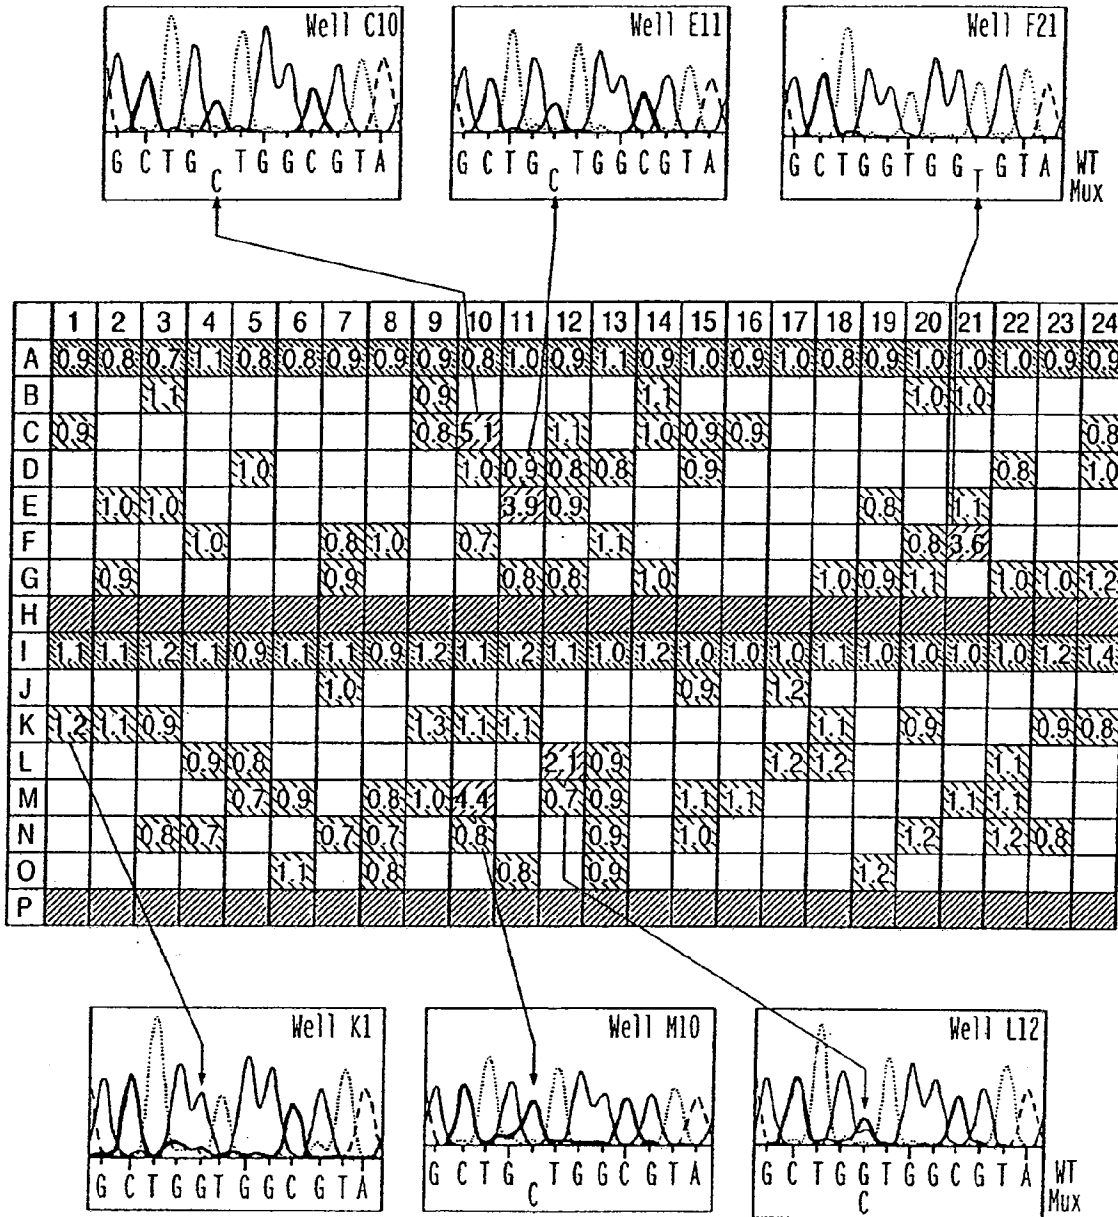 Well C10
G C T G C T G G C G T A
Well E11
G C T G C T G G C G T A
Well F21
G C T G G T G G T G T A
WT
Mux
1 2 3 4 5 6 7 8 9 10 11 12 13 14 15 16 17 18 19 20 21 22 23 24
A 0.9 0.8 0.7 1.1 0.8 0.8 0.9 0.9 0.9 0.8 1.0 0.9 1.1 0.9 1.0 0.9 1.0 0.8 0.9 1.0 1.0 1.0 0.9 0.9
B 1.1 0.9 1.1 1.0 1.0
C 0.9 0.8 5.1 1.1 1.0 0.9 0.9 0.8
D 1.0 1.0 0.9 0.8 0.8 0.9 0.8 1.0
E 1.0 1.0 3.9 0.9 0.8 1.1
F 1.0 0.8 1.0 0.7 1.1 0.8 3.6
G 0.9 0.9 0.8 0.8 1.0 1.0 0.9 1.1 1.0 1.0 1.2
H
I 1.1 1.1 1.2 1.1 0.9 1.1 1.1 0.9 1.2 1.1 1.2 1.1 1.0 1.2 1.0 1.0 1.0 1.1 1.0 1.0 1.0 1.0 1.2 1.4
J 1.0 0.9 1.2
K 1.2 1.1 0.9 1.3 1.1 1.1 1.1 0.9 0.9 0.8
L 0.9 0.8 2.1 0.9 1.2 1.2 1.1
M 0.7 0.9 0.8 1.0 4.4 0.7 0.9 1.1 1.1 1.1 1.1
N 0.8 0.7 0.7 0.7 0.8 0.9 1.0 1.2 1.2 0.8
O 1.1 0.8 0.8 0.9 1.2
P
Well K1
G C T G G T G G C G T A
Well M10
G C T G C T G G C G T A
Well L12
G C T G G T G G C G T A
C
WT
Mux